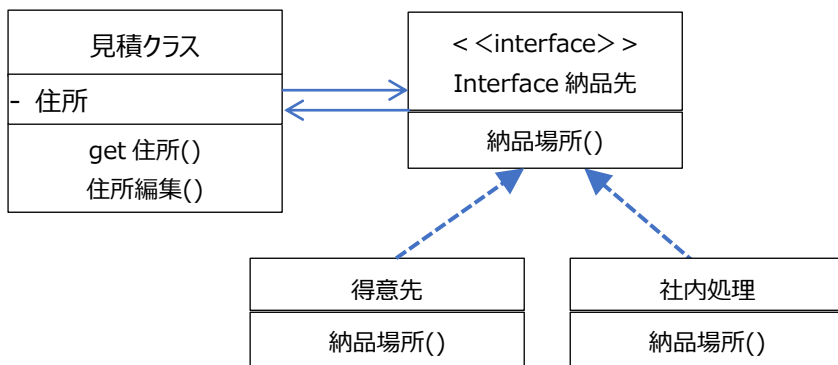 見積クラス
- 住所
get 住所()
住所編集()
< <interface> >
Interface 納品先
納品場所()
得意先
納品場所()
社内処理
納品場所()